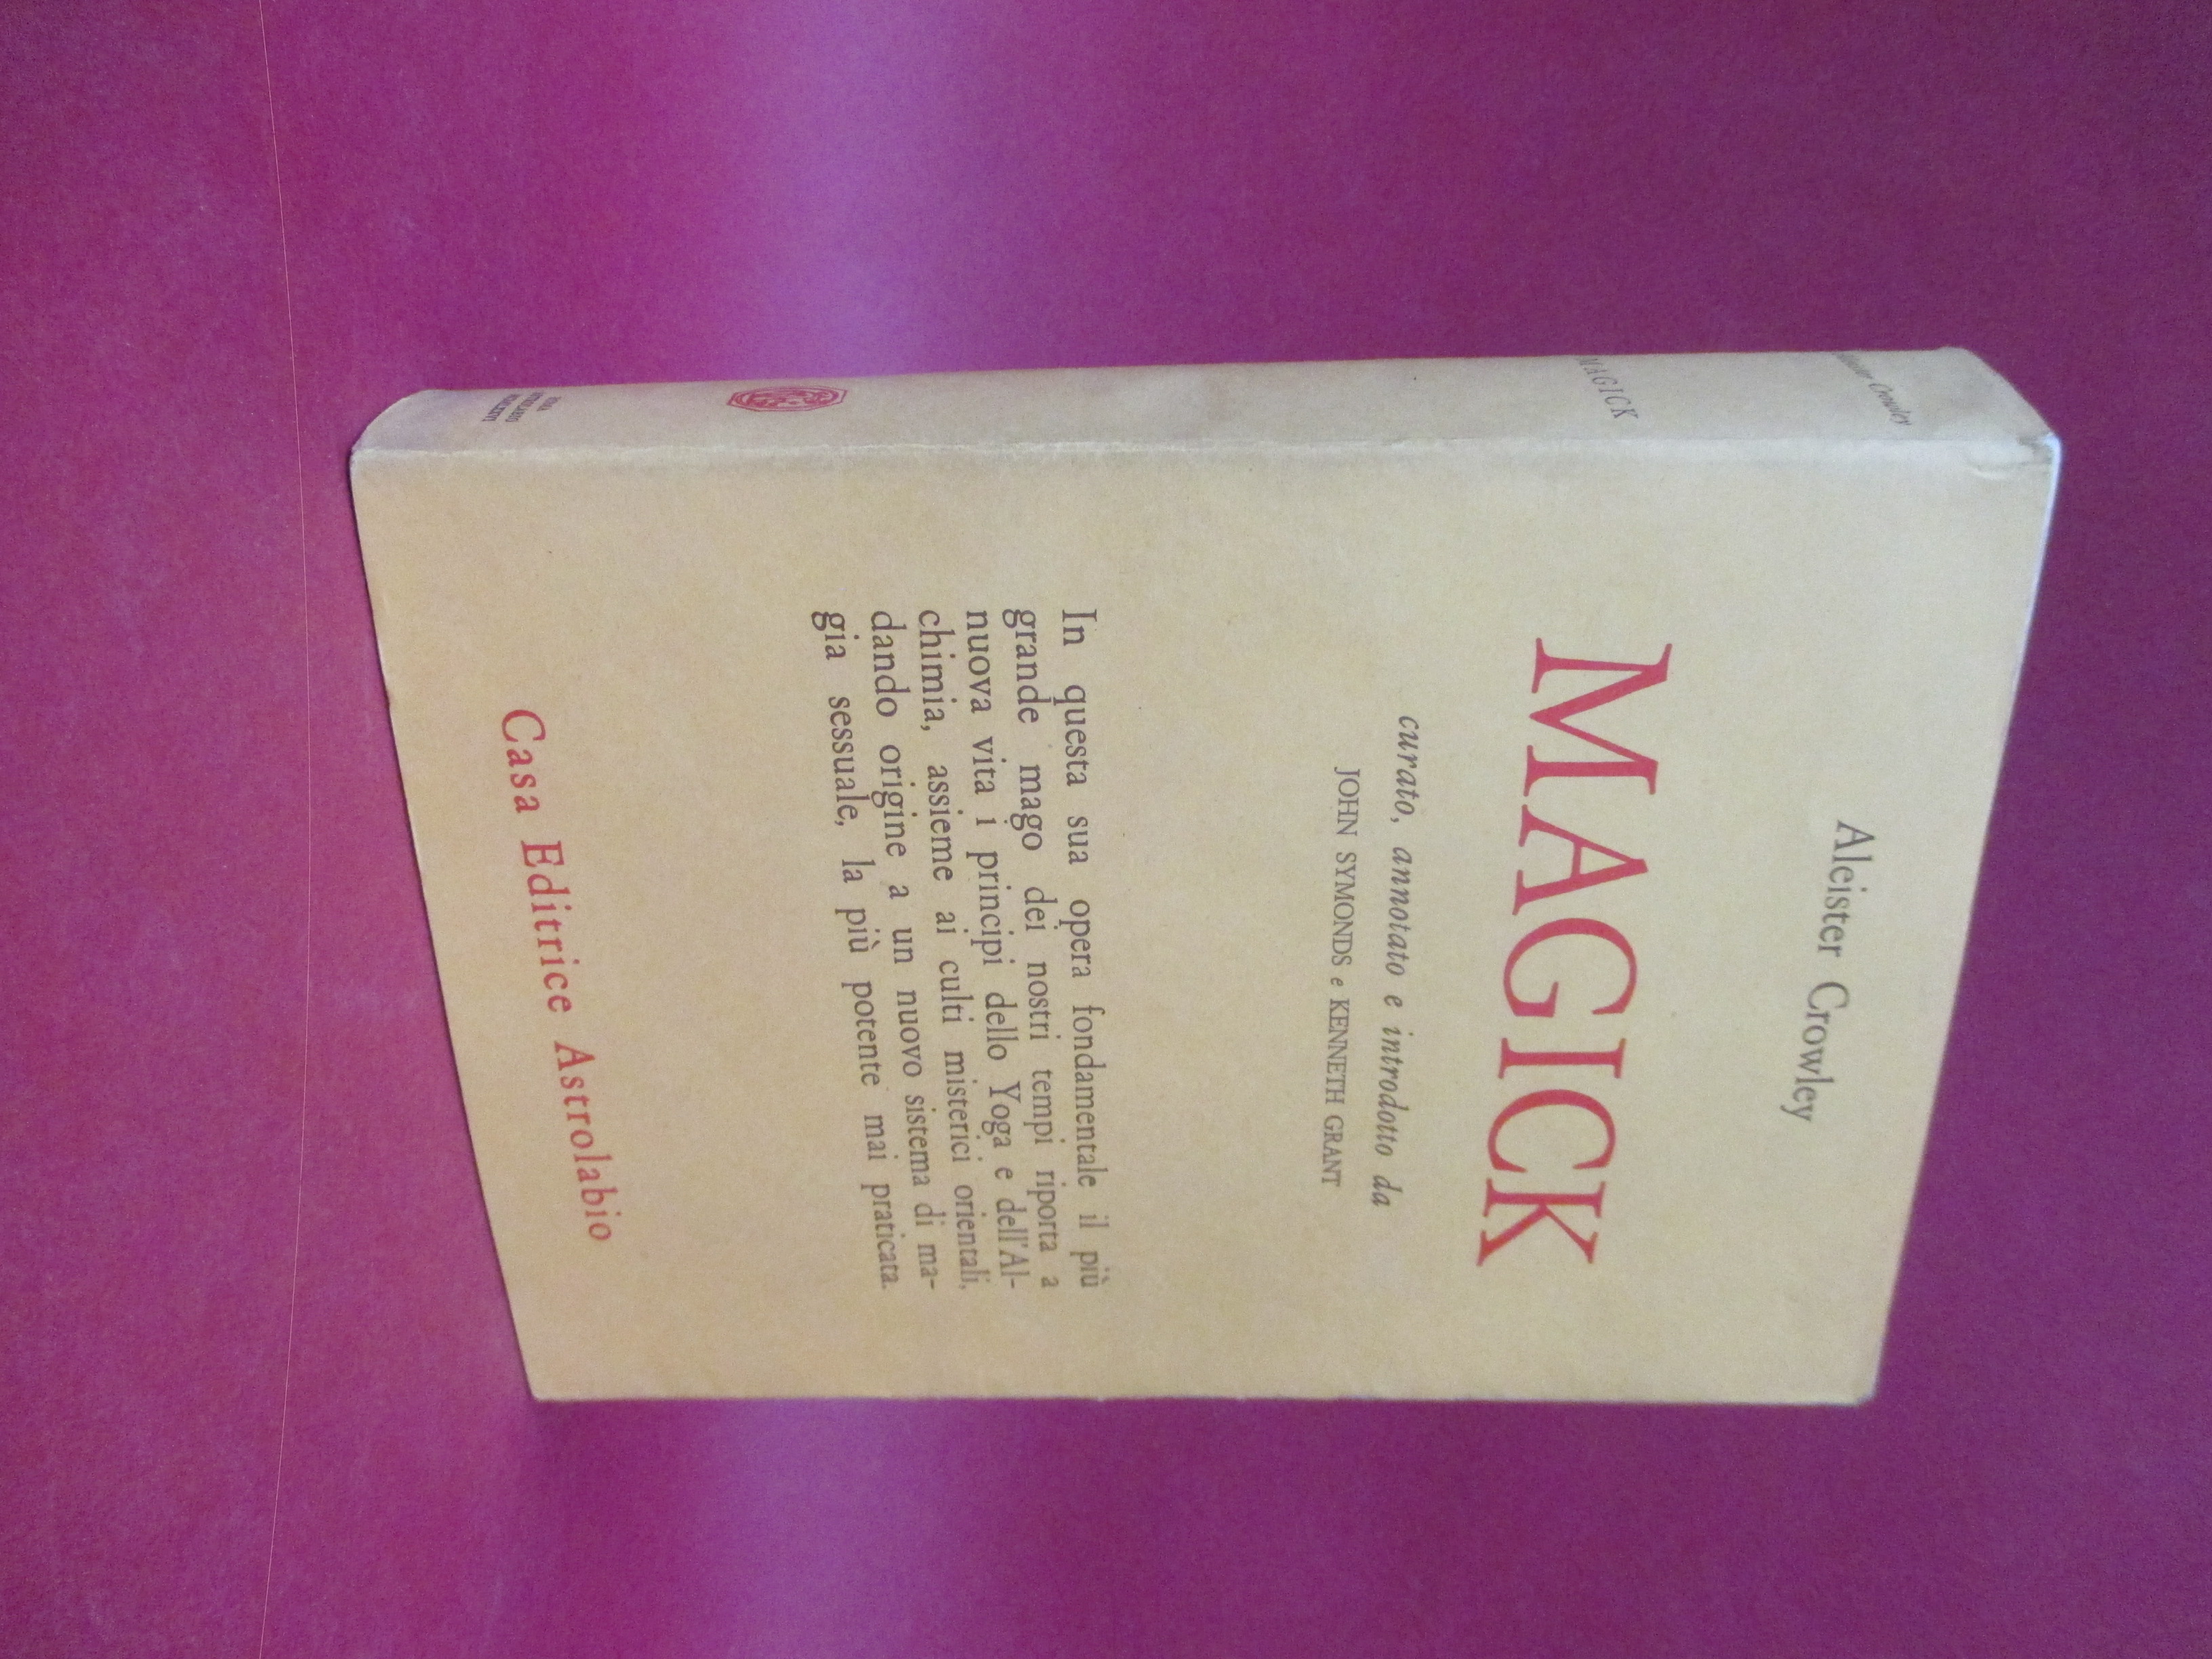 Aleister Crowley
MAGICK
curato, annotato e introdotto da
JOHN SYMONDS e KENNETH GRANT
In questa sua opera fondamentale il più
grande mago dei nostri tempi riporta a
nuova vita i principi dello Yoga e dell'Al-
chimia, assieme ai culti misterici orientali,
dando origine a un nuovo sistema di ma-
gia sessuale, la più potente mai praticata.
Casa Editrice Astrolabio
Crowley
MAGICK